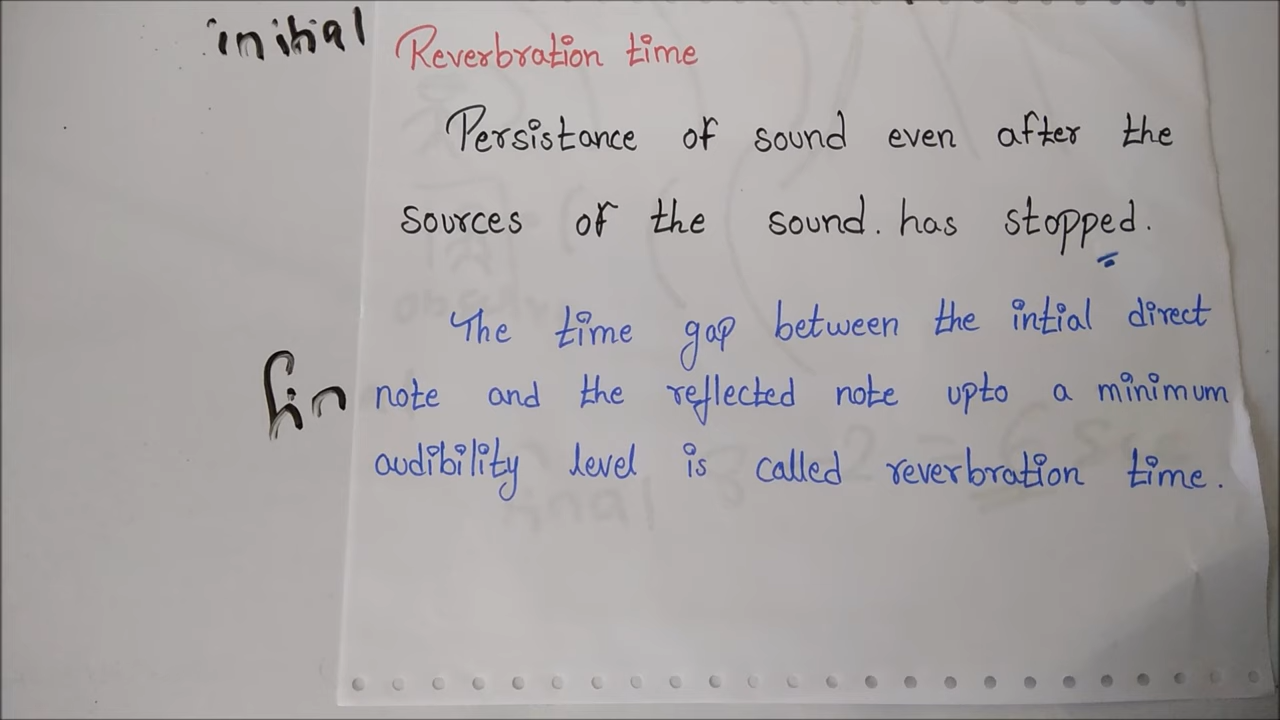 initial
Reverbration time
Persistance of sound even after the
sources of the sound. has stopped.
The time gap between the intial direct
note and the reflected note upto a minimum
fin
audibility level is called reverbration time.